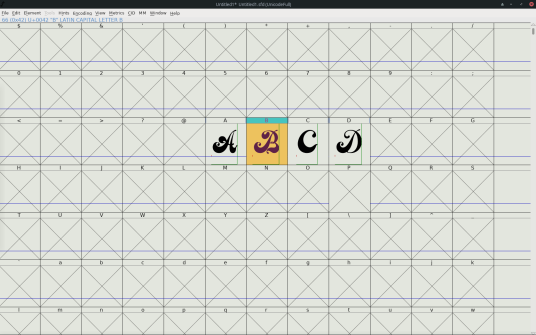 Untitled1* Untitled1.sfd (UnicodeFull)
File Edit Element Tools Hints Encoding View Metrics CID MM Window Help
66 (0x42) U+0042 "B" LATIN CAPITAL LETTER B
$ % & ' ( ) * + , - . /
0 1 2 3 4 5 6 7 8 9 : ;
< = > ? @ A B C D E F G
A B C D
H I J K L M N O P Q R S
T U V W X Y Z [ \ ] ^ _
` a b c d e f g h i j k
l m n o p q r s t u v w